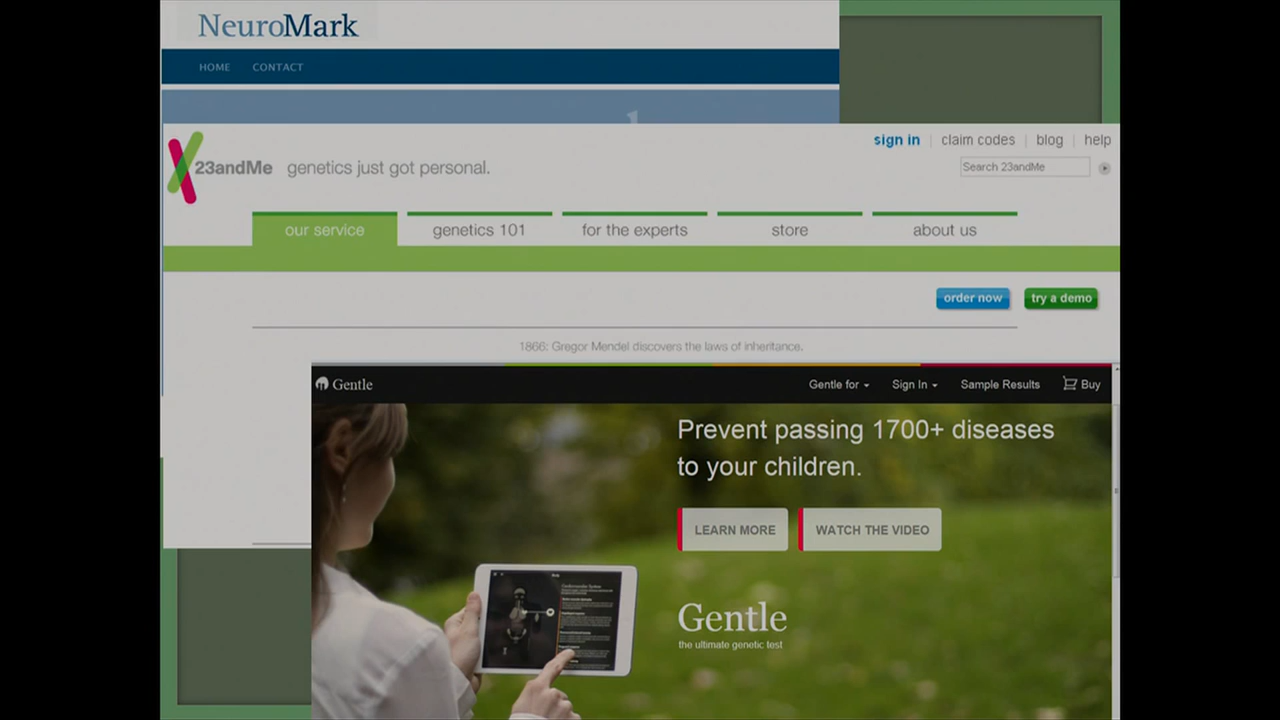 NeuroMark
HOME CONTACT
sign in claim codes blog help
23andMe genetics just got personal.
Search 23andMe
our service genetics 101 for the experts store about us
order now try a demo
1866: Gregor Mendel discovers the laws of inheritance.
Gentle Gentle for Sign In Sample Results Buy
Prevent passing 1700+ diseases
to your children.
LEARN MORE WATCH THE VIDEO
Gentle
the ultimate genetic test